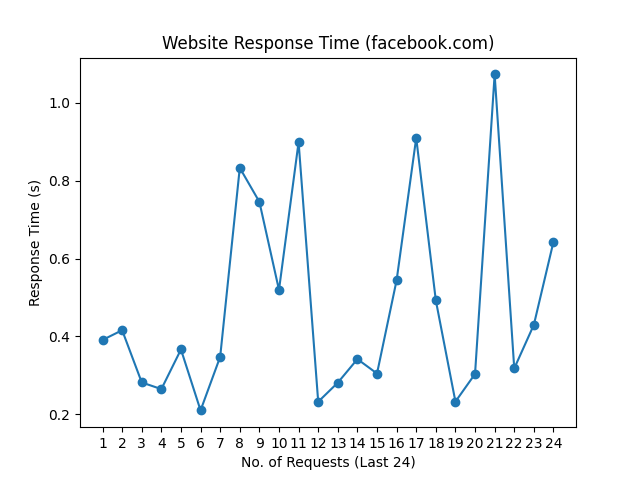 Website Response Time (facebook.com)
Response Time (s)
1.0
0.8
0.6
0.4
0.2
1 2 3 4 5 6 7 8 9 10 11 12 13 14 15 16 17 18 19 20 21 22 23 24
No. of Requests (Last 24)